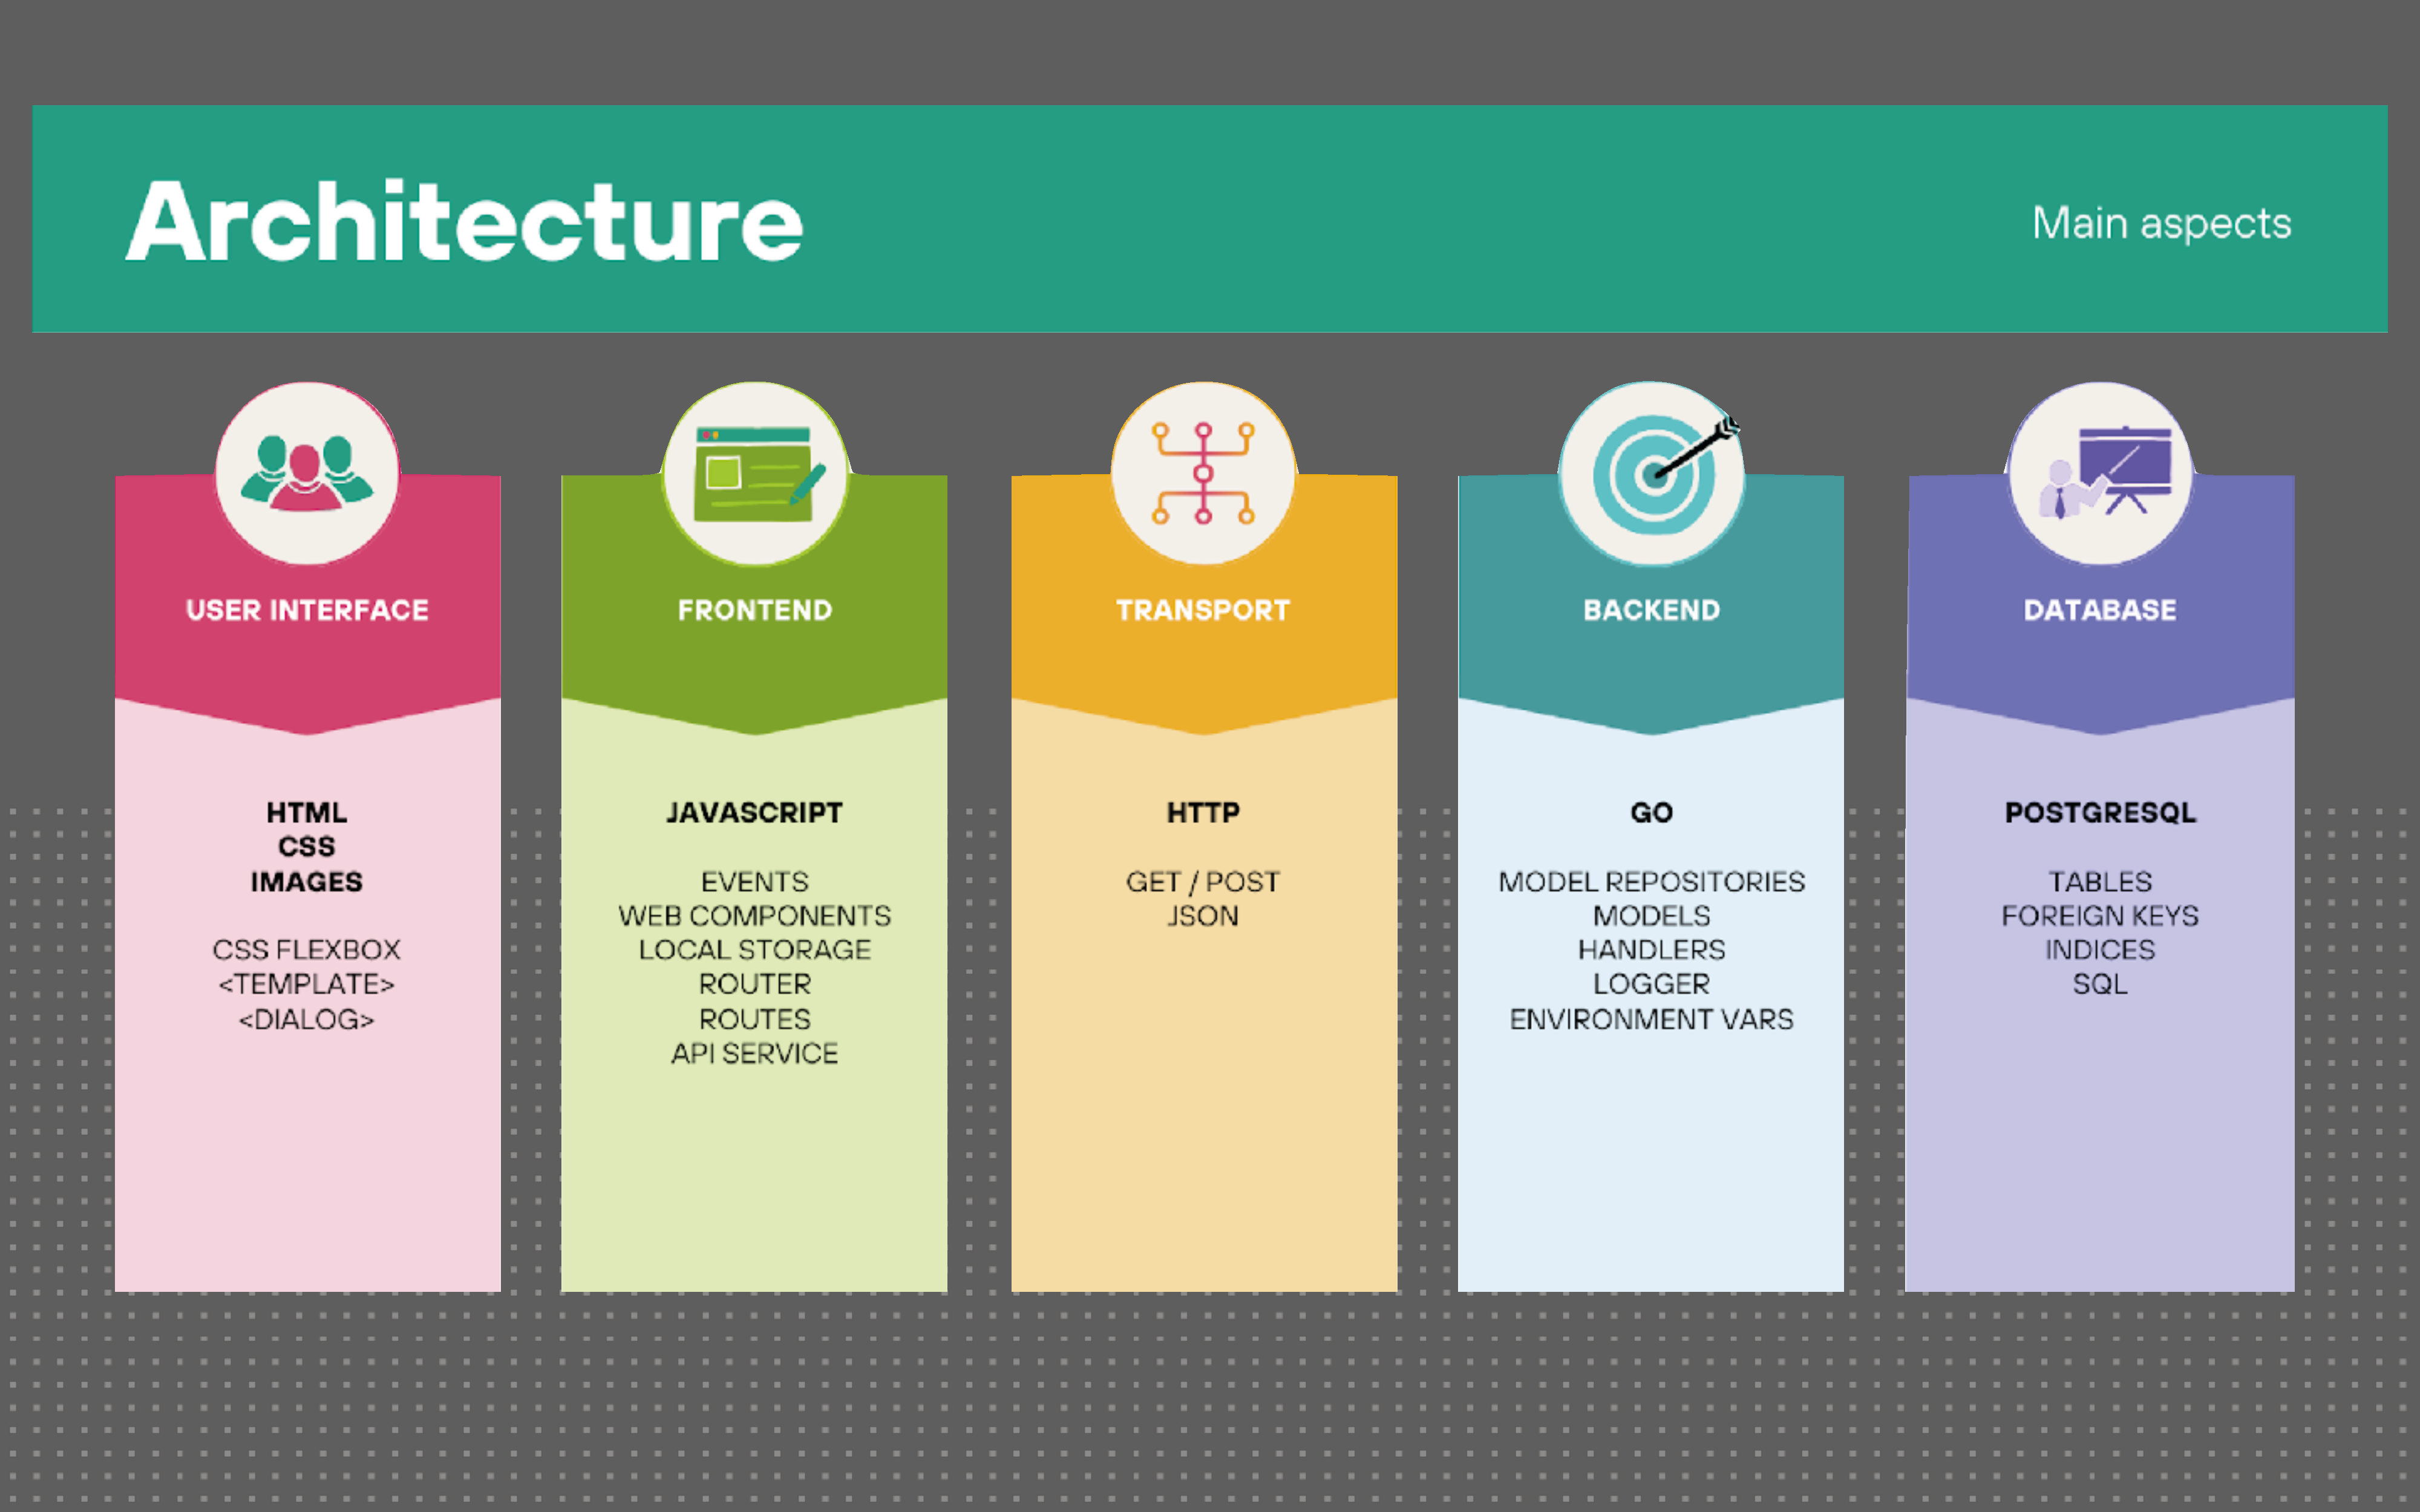 Architecture
Main aspects
USER INTERFACE
HTML
CSS
IMAGES
CSS FLEXBOX
<TEMPLATE>
<DIALOG>
FRONTEND
JAVASCRIPT
EVENTS
WEB COMPONENTS
LOCAL STORAGE
ROUTER
ROUTES
API SERVICE
TRANSPORT
HTTP
GET / POST
JSON
BACKEND
GO
MODEL REPOSITORIES
MODELS
HANDLERS
LOGGER
ENVIRONMENT VARS
DATABASE
POSTGRESQL
TABLES
FOREIGN KEYS
INDICES
SQL